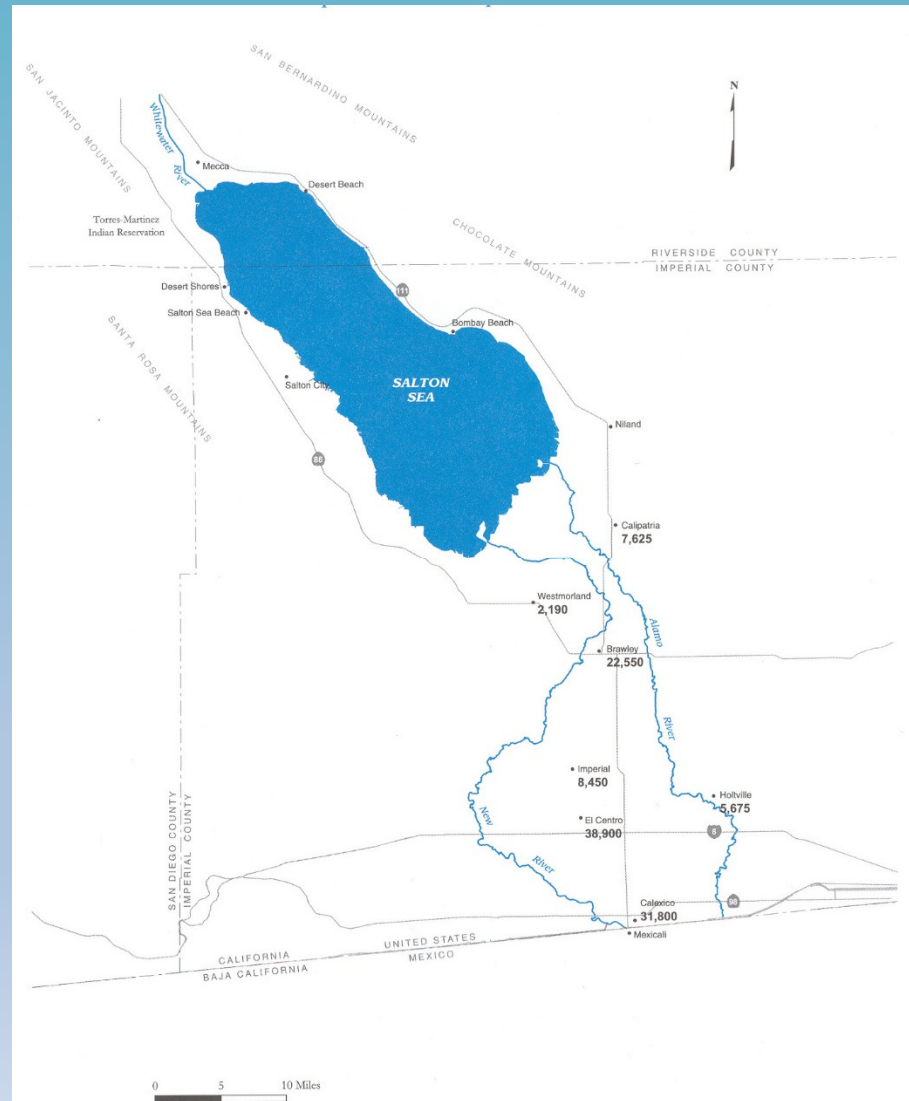 SAN BERNARDINO MOUNTAINS
SAN JACINTO MOUNTAINS
N
Whitewater
River
Mecca
Desert Beach
Torres-Martinez
Indian Reservation
CHOCOLATE MOUNTAINS
RIVERSIDE COUNTY
IMPERIAL COUNTY
Desert Shores
111
Salton Sea Beach
Bombay Beach
SANTA ROSA MOUNTAINS
Salton City
SALTON
SEA
Niland
86
Calipatria
7,625
Westmorland
2,190
Alamo
River
Brawley
22,550
Imperial
8,450
Holtville
5,675
New
River
El Centro
38,900
8
SAN DIEGO COUNTY
IMPERIAL COUNTY
98
Calexico
31,800
Mexicali
UNITED STATES
MEXICO
CALIFORNIA
BAJA CALIFORNIA
0 5 10 Miles